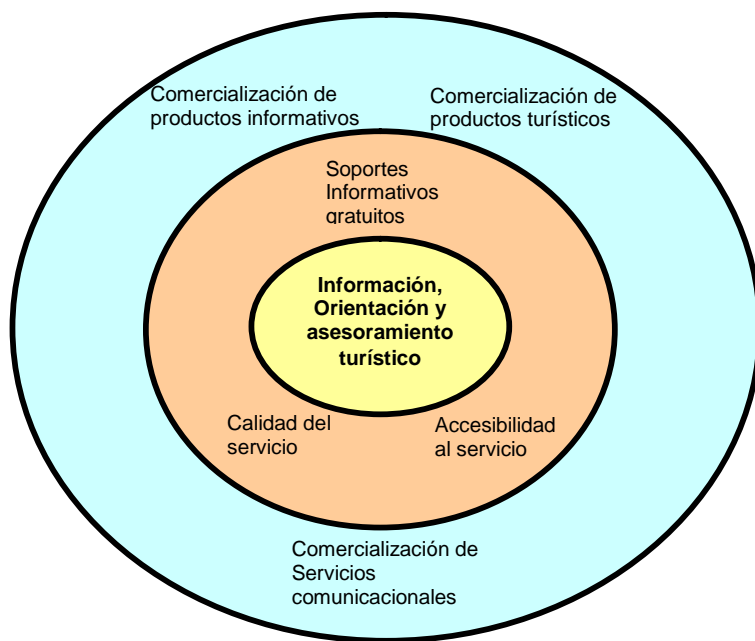 Comercialización de
productos informativos
Comercialización de
productos turísticos
Soportes
Informativos
gratuitos
Información,
Orientación y
asesoramiento
turístico
Calidad del
servicio
Accesibilidad
al servicio
Comercialización de
Servicios
comunicacionales